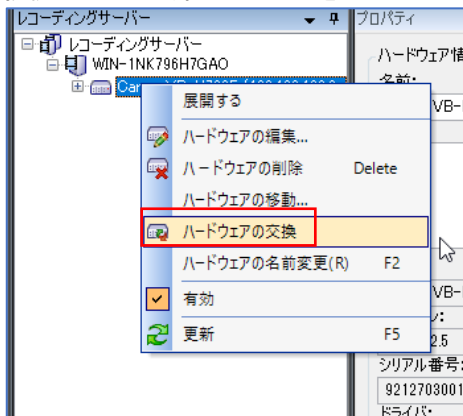 レコーディングサーバー
プロパティ
レコーディングサーバー
WIN-1NK796H7GAO
ハードウェア情
名前:
VB-
展開する
ハードウェアの編集...
ハードウェアの削除 Delete
ハードウェアの移動...
ハードウェアの交換
ハードウェアの名前変更(R) F2
VB-
有効
2.5
更新 F5
シリアル番号:
9212703001
ドライバ: